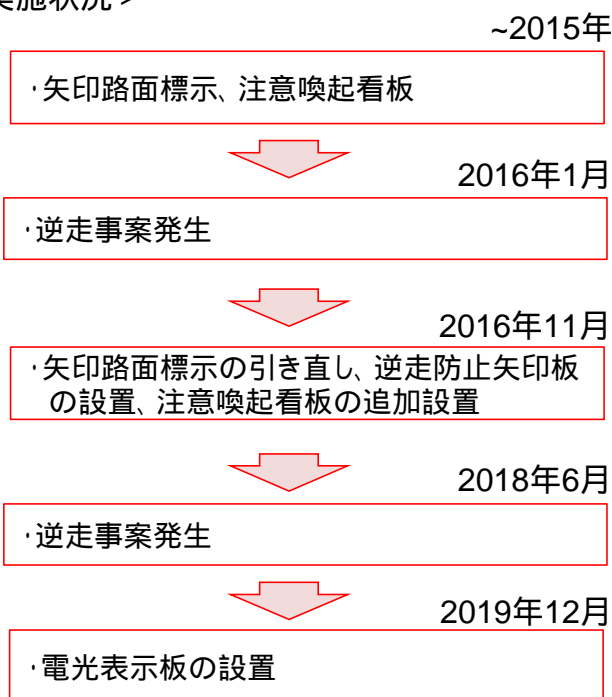 施状況>
~2015年
・矢印路面標示、注意喚起看板
2016年1月
・逆走事案発生
2016年11月
・矢印路面標示の引き直し、逆走防止矢印板
の設置、注意喚起看板の追加設置
2018年6月
・逆走事案発生
2019年12月
・電光表示板の設置